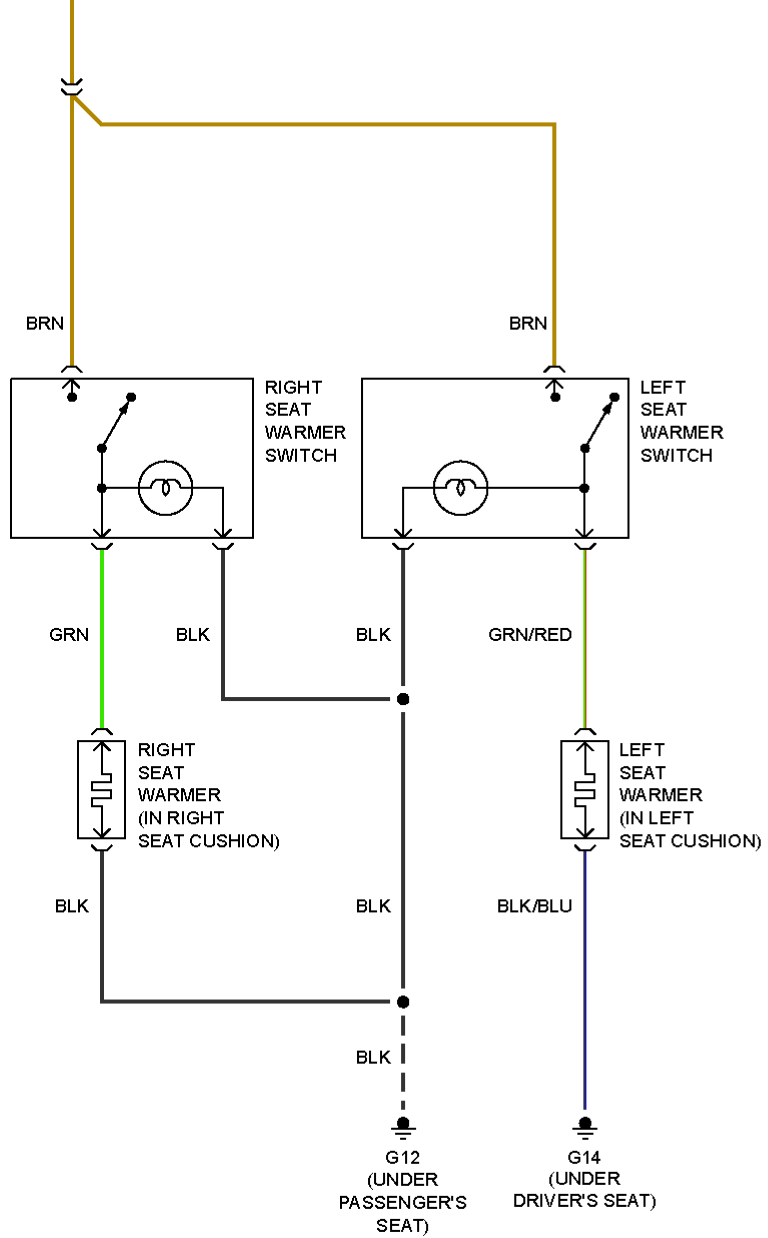 BRN
BRN
RIGHT
SEAT
WARMER
SWITCH
LEFT
SEAT
WARMER
SWITCH
GRN
BLK
BLK
GRN/RED
RIGHT
SEAT
WARMER
(IN RIGHT
SEAT CUSHION)
LEFT
SEAT
WARMER
(IN LEFT
SEAT CUSHION)
BLK
BLK
BLK/BLU
BLK
G12
(UNDER
PASSENGER'S
SEAT)
G14
(UNDER
DRIVER'S SEAT)